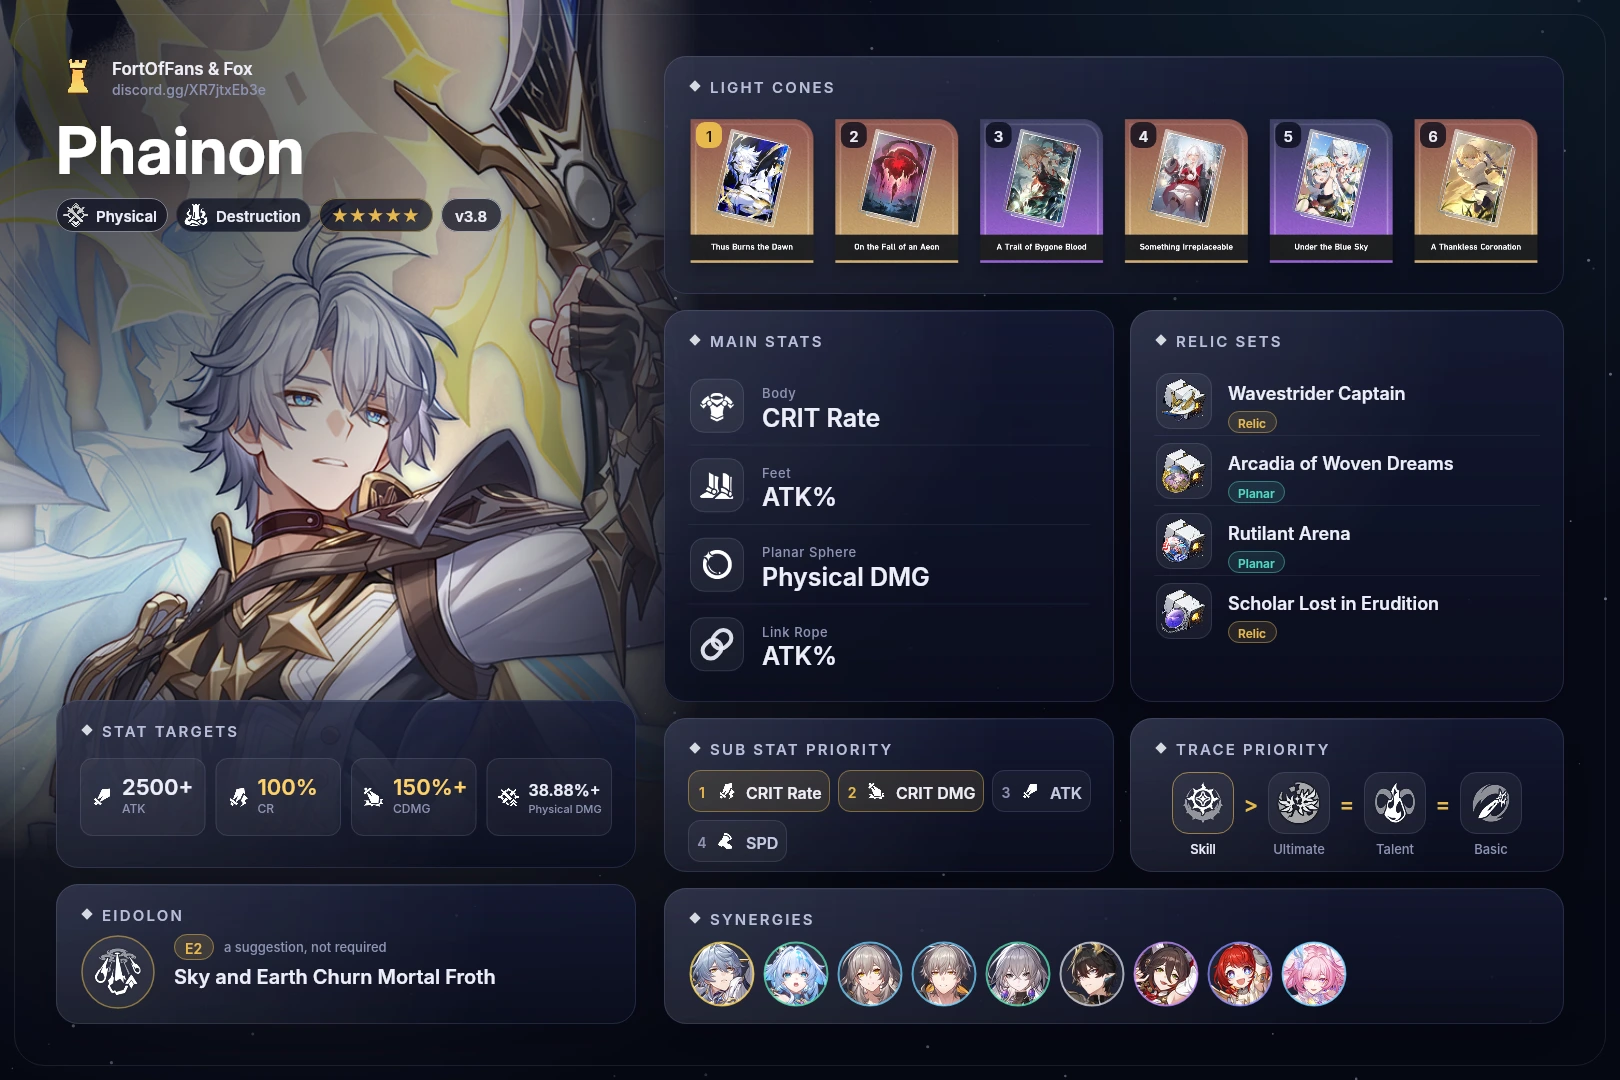 FortOfFans & Fox
discord.gg/XR7jtxEb3e
Phainon
Physical
Destruction
★★★★★
v3.8
LIGHT CONES
1
2
3
4
5
6
Thus Burns the Dawn
On the Fall of an Aeon
A Trail of Bygone Blood
Something Irreplaceable
Under the Blue Sky
A Thankless Coronation
MAIN STATS
Body
CRIT Rate
Feet
ATK%
Planar Sphere
Physical DMG
Link Rope
ATK%
RELIC SETS
Wavestrider Captain
Relic
Arcadia of Woven Dreams
Planar
Rutilant Arena
Planar
Scholar Lost in Erudition
Relic
STAT TARGETS
2500+
ATK
100%
CR
150%+
CDMG
38.88%+
Physical DMG
SUB STAT PRIORITY
1 CRIT Rate
2 CRIT DMG
3 ATK
4 SPD
TRACE PRIORITY
> = =
Skill
Ultimate
Talent
Basic
EIDOLON
E2 a suggestion, not required
Sky and Earth Churn Mortal Froth
SYNERGIES